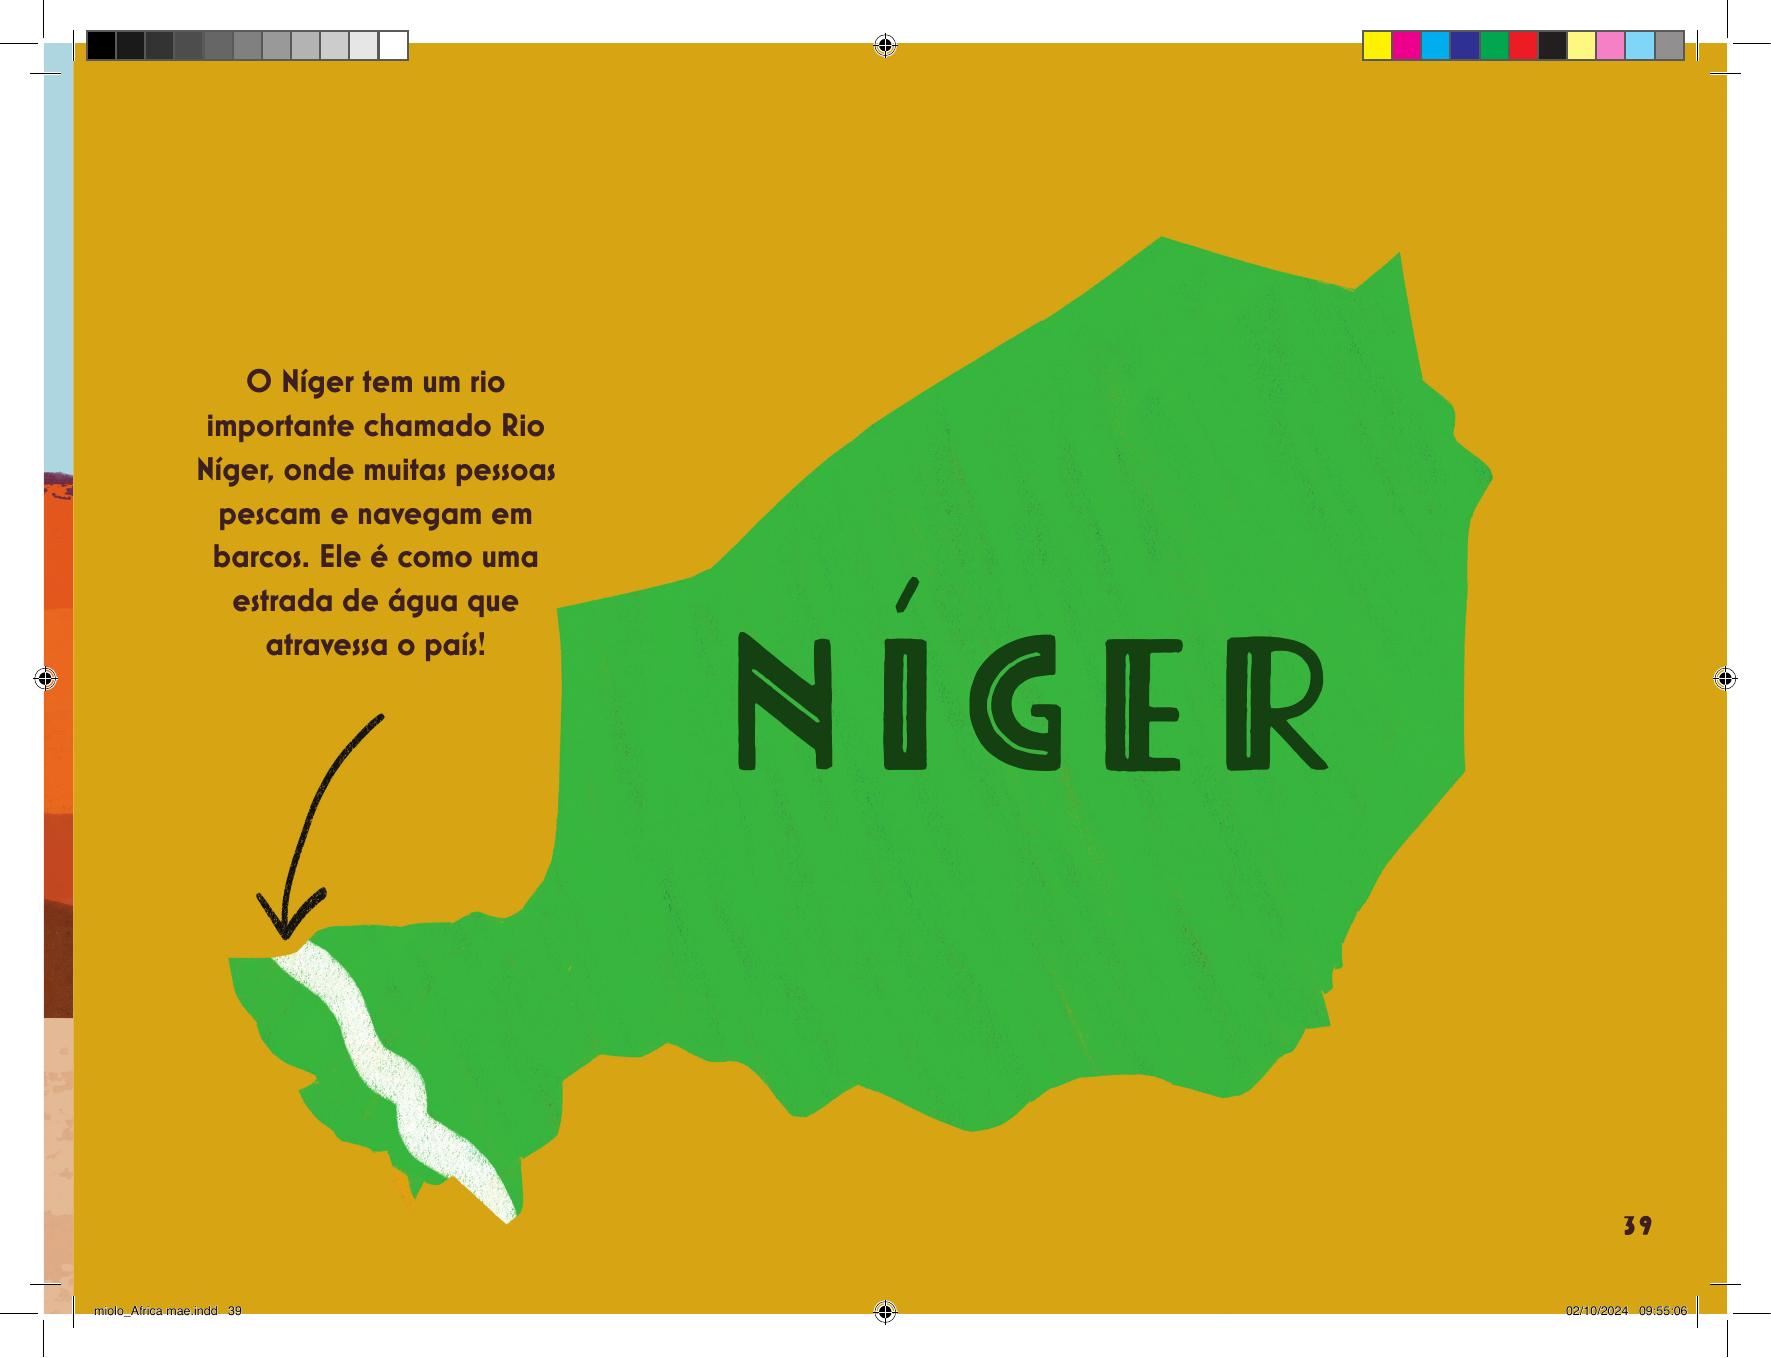 O Níger tem um rio
importante chamado Rio
Níger, onde muitas pessoas
pescam e navegam em
barcos. Ele é como uma
estrada de água que
atravessa o país!
NÍGER
39
miolo_Africa mae.indd 39
02/10/2024 09:55:06